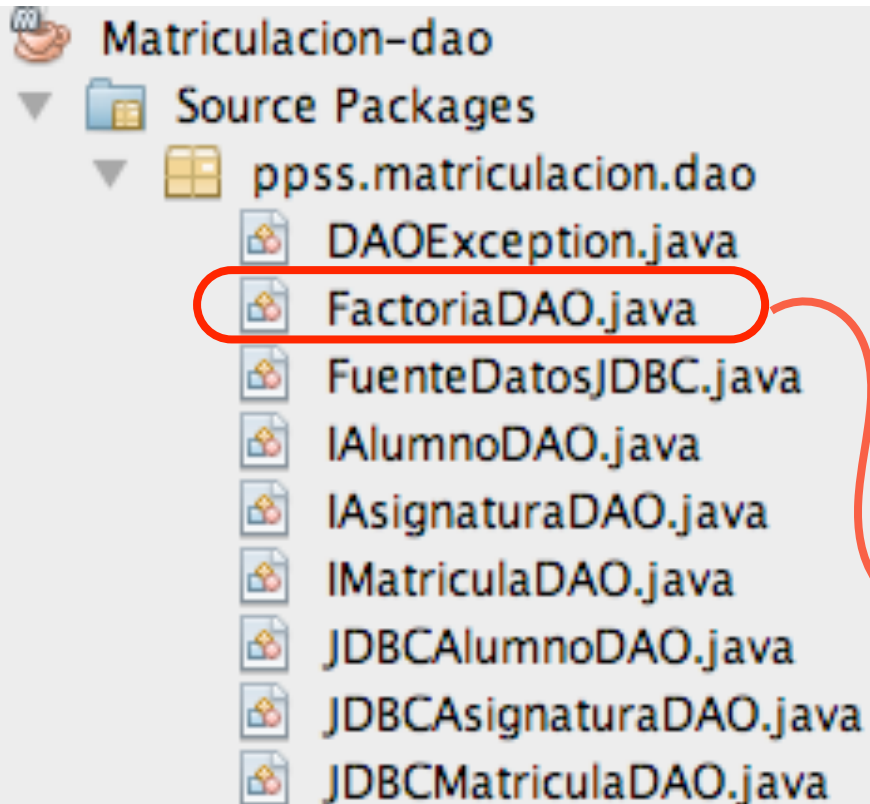 Matriculacion-dao
Source Packages
ppss.matriculacion.dao
DAOException.java
FactoriaDAO.java
FuenteDatosJDBC.java
IAlumnoDAO.java
IAsignaturaDAO.java
IMatriculaDAO.java
JDBCAlumnoDAO.java
JDBCAsignaturaDAO.java
JDBCMatriculaDAO.java